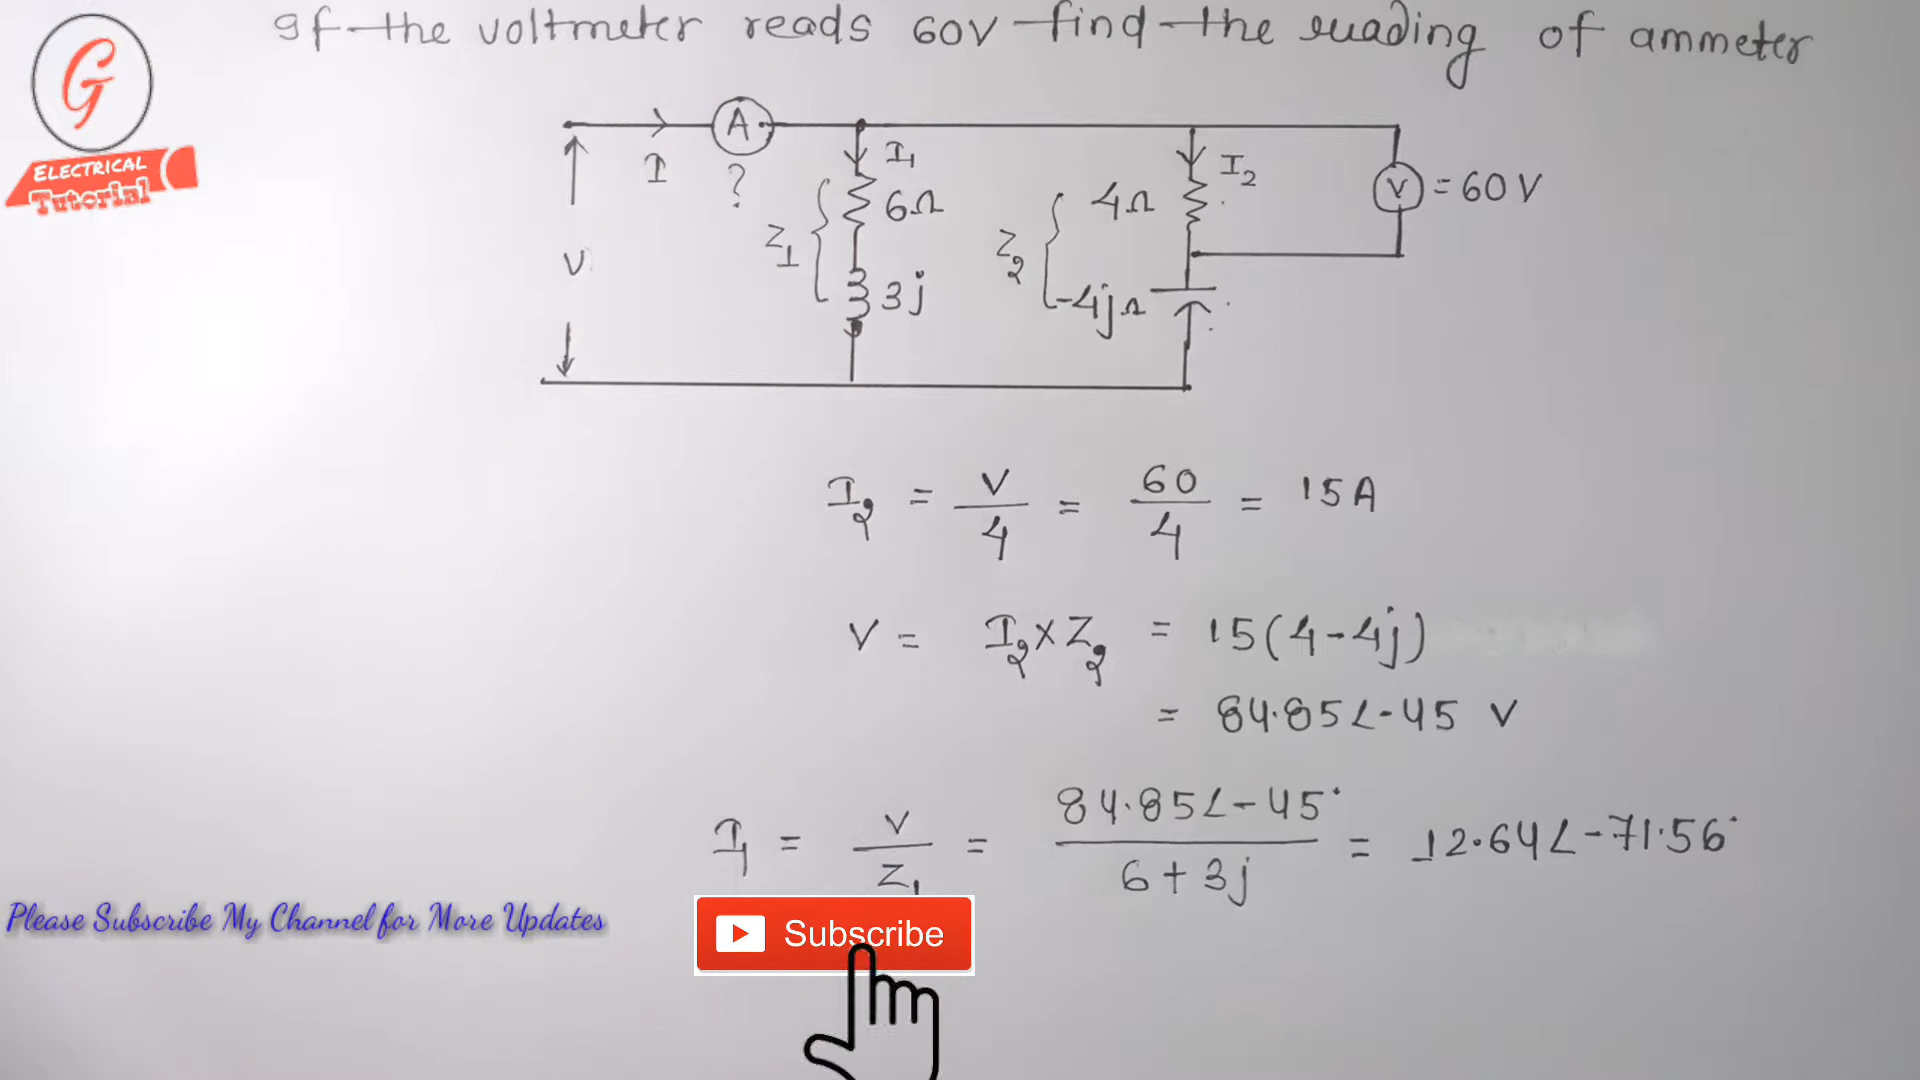 If the voltmeter reads 60V find the reading of ammeter
G
ELECTRICAL
Tutorial
A
I
?
V
I1
6Ω
Z1
3j
I2
4Ω
Z2
-4jΩ
V = 60 V
I2 = V/4 = 60/4 = 15A
V = I2 × Z2 = 15(4-4j)
= 84.85∠-45 V
I1 = V/Z1 = 84.85∠-45°/6+3j = 12.64∠-71.56°
Please Subscribe My Channel for More Updates
Subscribe